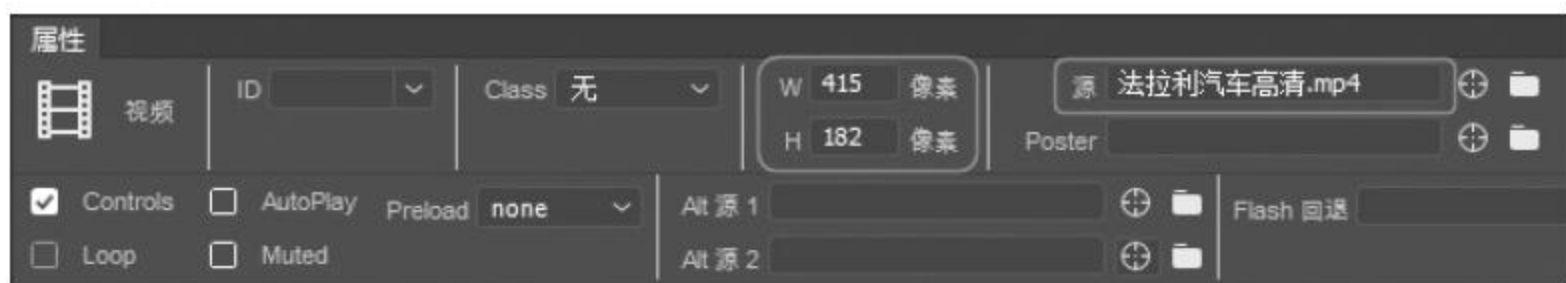 属性
视频 ID Class 无 W 415 像素 源 法拉利汽车高清.mp4
H 182 像素 Poster
Controls AutoPlay Preload none Alt 源 1 Flash 回退
Loop Muted Alt 源 2